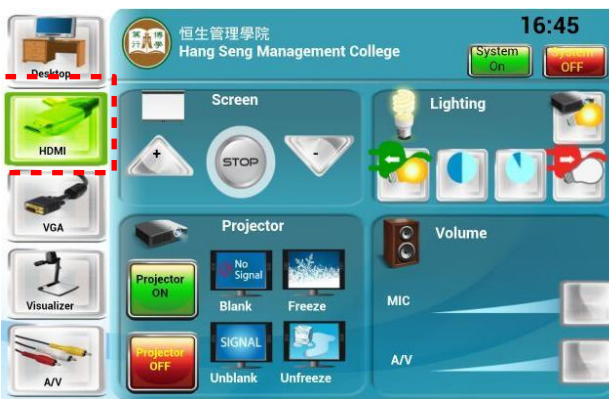 16:45
恒生管理學院
Hang Seng Management College
System
On
System
OFF
Desktop
HDMI
VGA
Visualizer
A/V
Screen
+
STOP
-
Lighting
Projector
Projector
ON
No
Signal
Blank
Freeze
Projector
OFF
SIGNAL
Unblank
Unfreeze
Volume
MIC
A/V